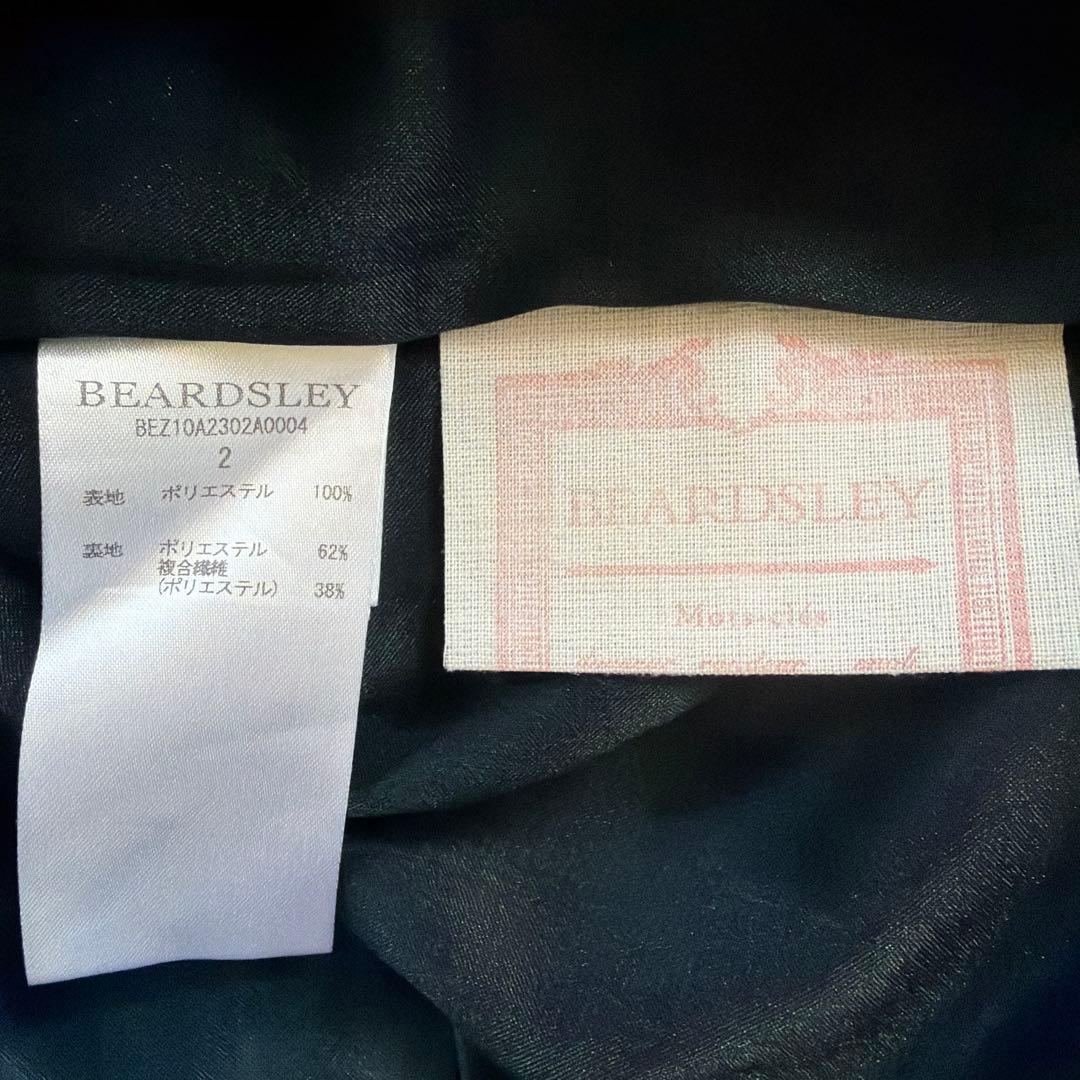 BEARDSLEY
BEZ10A2302A0004
2
表地 ポリエステル 100%
裏地 ポリエステル 62%
複合繊維
(ポリエステル) 38%
BEARDSLEY
Mots-clés